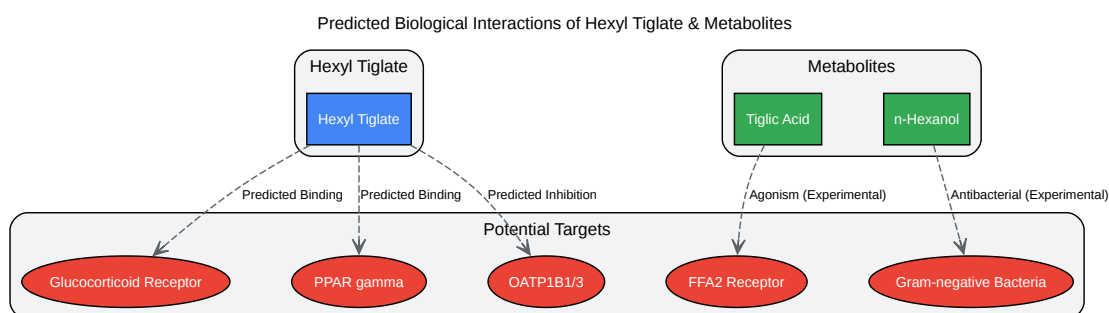 Predicted Biological Interactions of Hexyl Tiglate & Metabolites
Hexyl Tiglate
Metabolites
Hexyl Tiglate
Tiglic Acid
n-Hexanol
Predicted Binding
Predicted Binding
Predicted Inhibition
Agonism (Experimental)
Antibacterial (Experimental)
Potential Targets
Glucocorticoid Receptor
PPAR gamma
OATP1B1/3
FFA2 Receptor
Gram-negative Bacteria